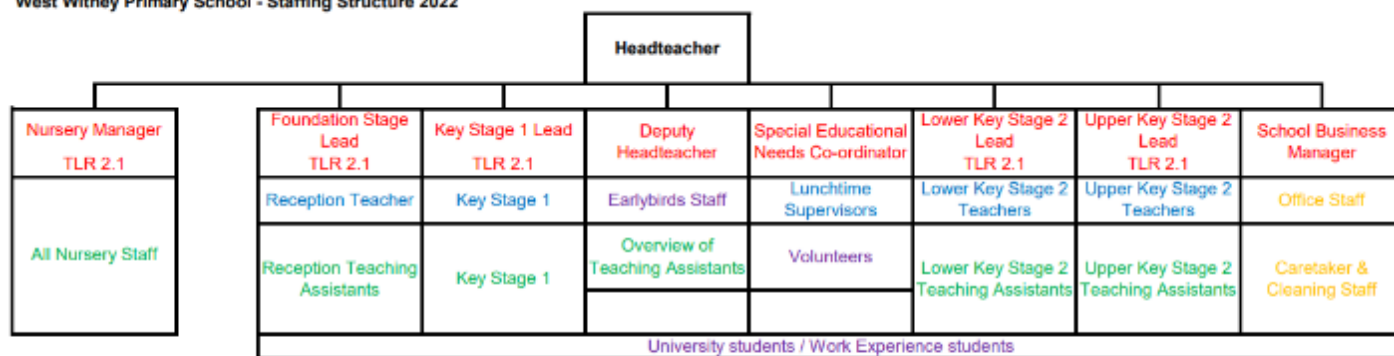 West Witney Primary School - Staffing Structure 2022
Headteacher
Nursery Manager
TLR 2.1
All Nursery Staff
Foundation Stage
Lead
TLR 2.1
Reception Teacher
Reception Teaching
Assistants
Key Stage 1 Lead
TLR 2.1
Key Stage 1
Key Stage 1
Deputy
Headteacher
Earlybirds Staff
Overview of
Teaching Assistants
Special Educational
Needs Co-ordinator
Lunchtime
Supervisors
Volunteers
Lower Key Stage 2
Lead
TLR 2.1
Lower Key Stage 2
Teachers
Lower Key Stage 2
Teaching Assistants
Upper Key Stage 2
Lead
TLR 2.1
Upper Key Stage 2
Teachers
Upper Key Stage 2
Teaching Assistants
School Business
Manager
Office Staff
Caretaker &
Cleaning Staff
University students / Work Experience students